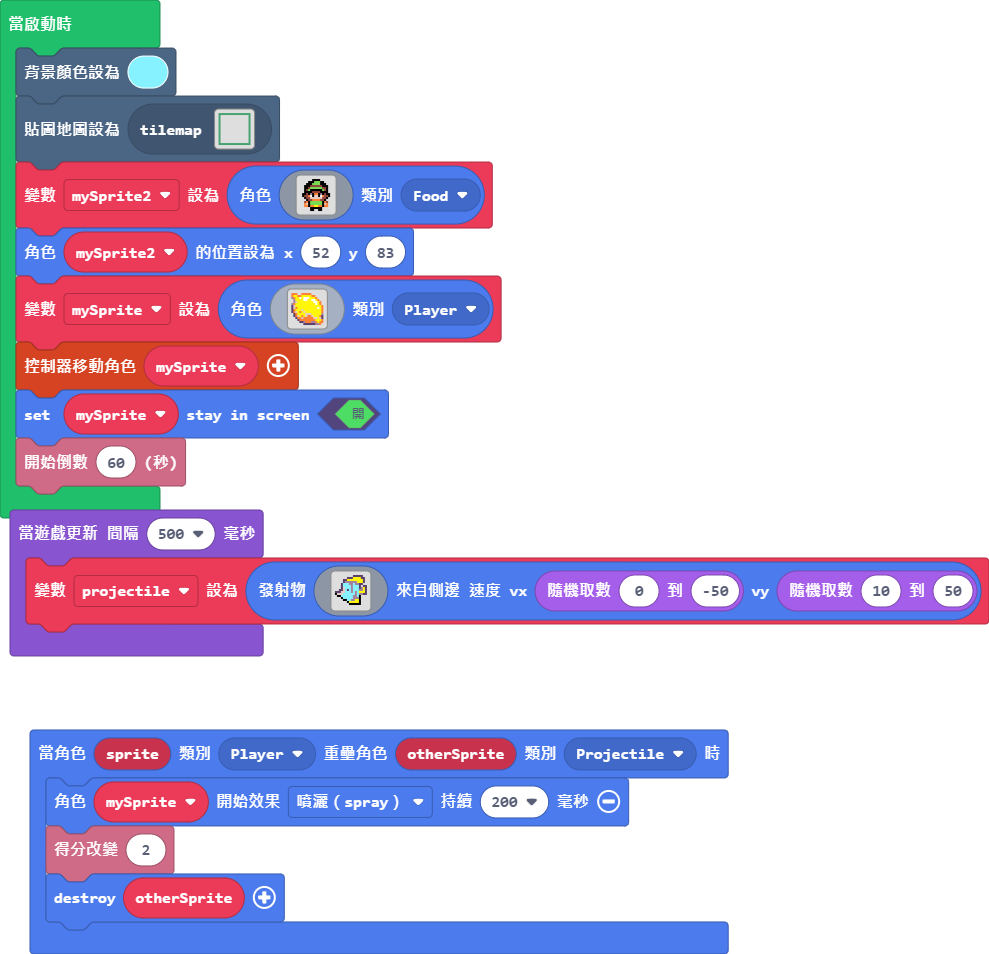 當啟動時
背景顏色設為
貼圖地圖設為 tilemap
變數 mySprite2 設為 角色 類別 Food
角色 mySprite2 的位置設為 x 52 y 83
變數 mySprite 設為 角色 類別 Player
控制器移動角色 mySprite
set mySprite stay in screen 開
開始倒數 60 (秒)
當遊戲更新 間隔 500 毫秒
變數 projectile 設為 發射物 來自側邊 速度 vx 隨機取數 0 到 -50 vy 隨機取數 10 到 50
當角色 sprite 類別 Player 重疊角色 otherSprite 類別 Projectile 時
角色 mySprite 開始效果 噴灑 ( spray ) 持續 200 毫秒
得分改變 2
destroy otherSprite